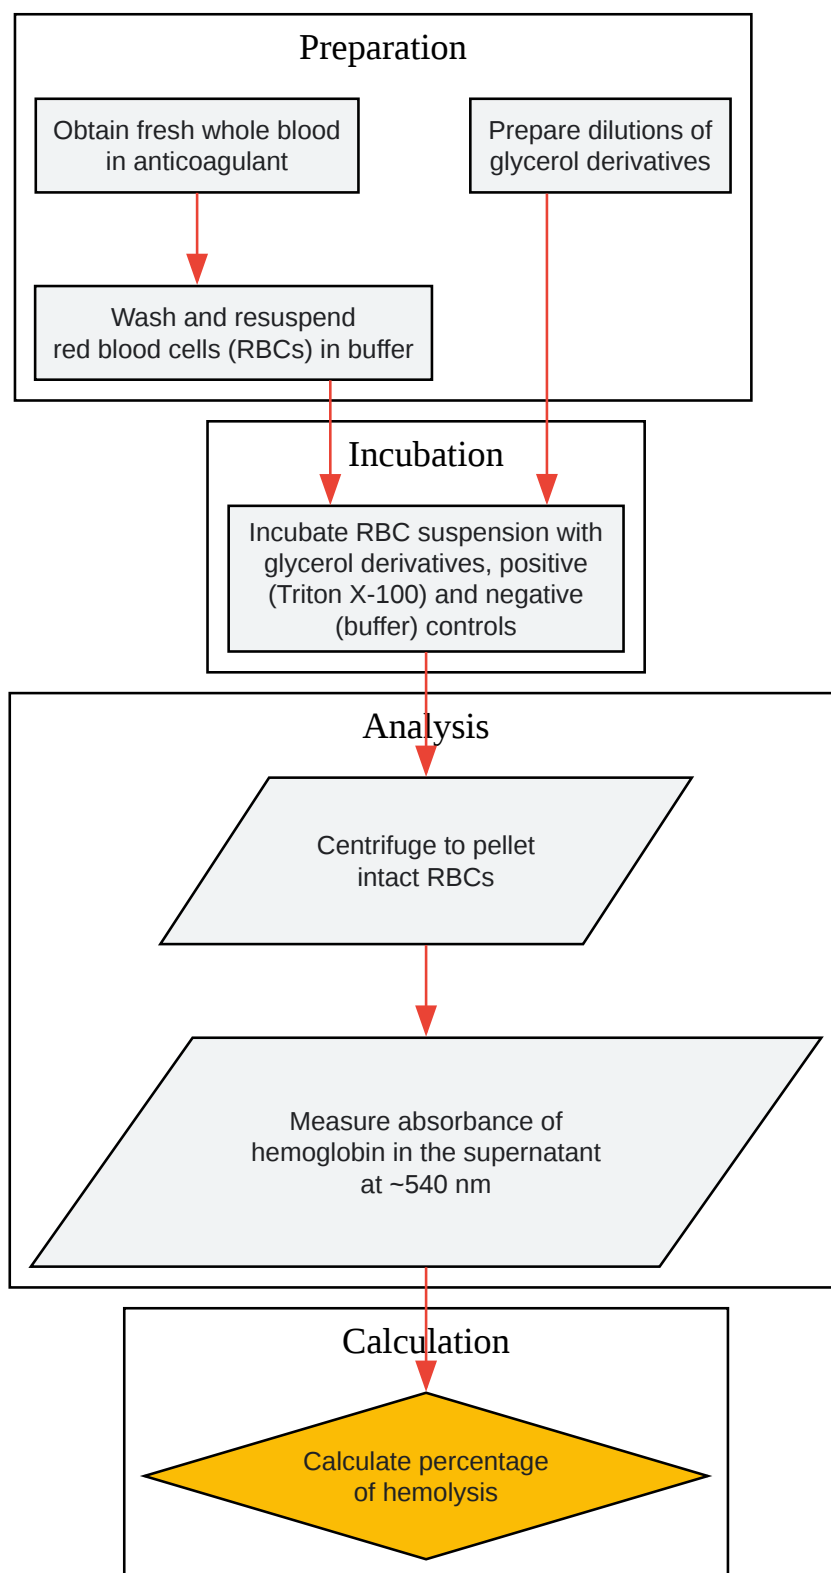 Preparation
Obtain fresh whole blood
in anticoagulant
Prepare dilutions of
glycerol derivatives
Wash and resuspend
red blood cells (RBCs) in buffer
Incubation
Incubate RBC suspension with
glycerol derivatives, positive
(Triton X-100) and negative
(buffer) controls
Analysis
Centrifuge to pellet
intact RBCs
Measure absorbance of
hemoglobin in the supernatant
at ~540 nm
Calculation
Calculate percentage
of hemolysis